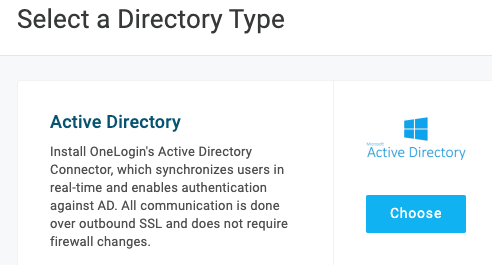 Select a Directory Type
Active Directory
Install OneLogin's Active Directory
Connector, which synchronizes users in
real-time and enables authentication
against AD. All communication is done
over outbound SSL and does not require
firewall changes.
Microsoft
Active Directory
Choose